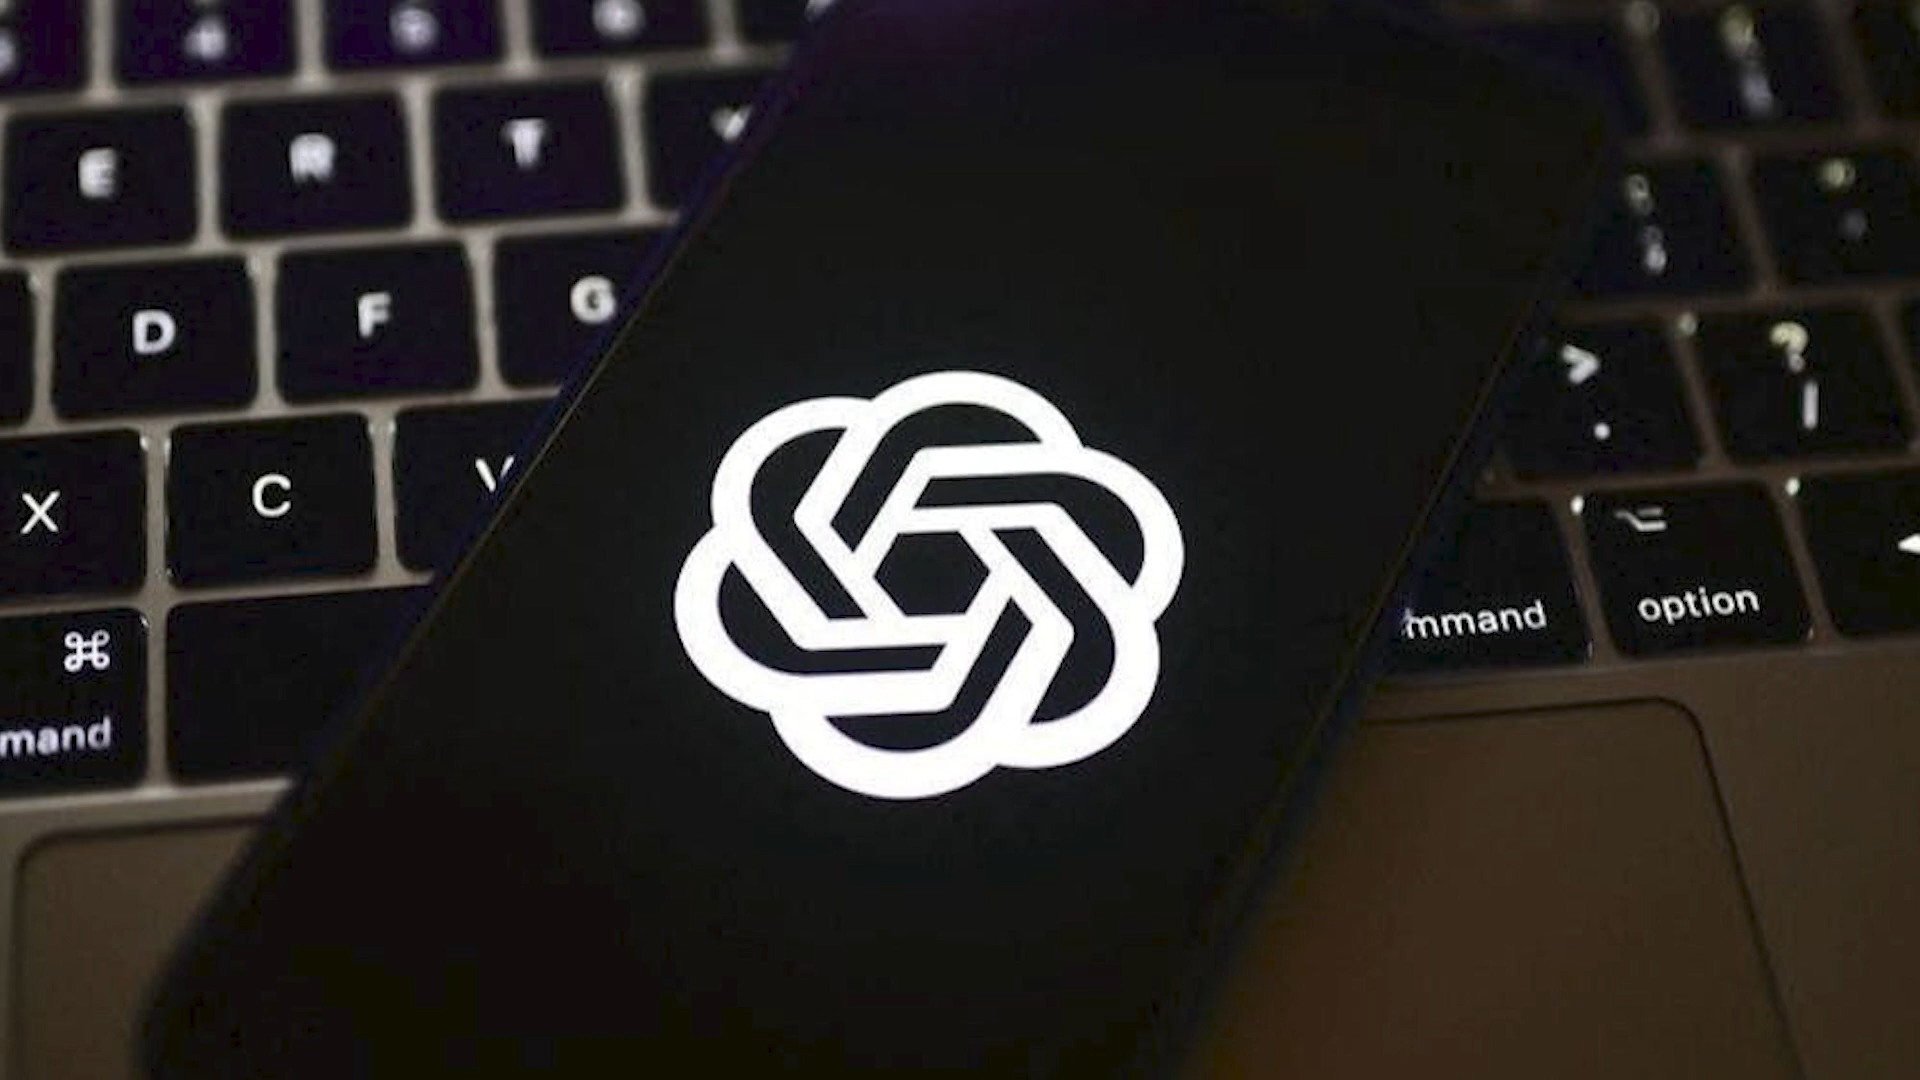 E R T Y
D F G
X C V
⌘
mand
> .
?
mmand
option